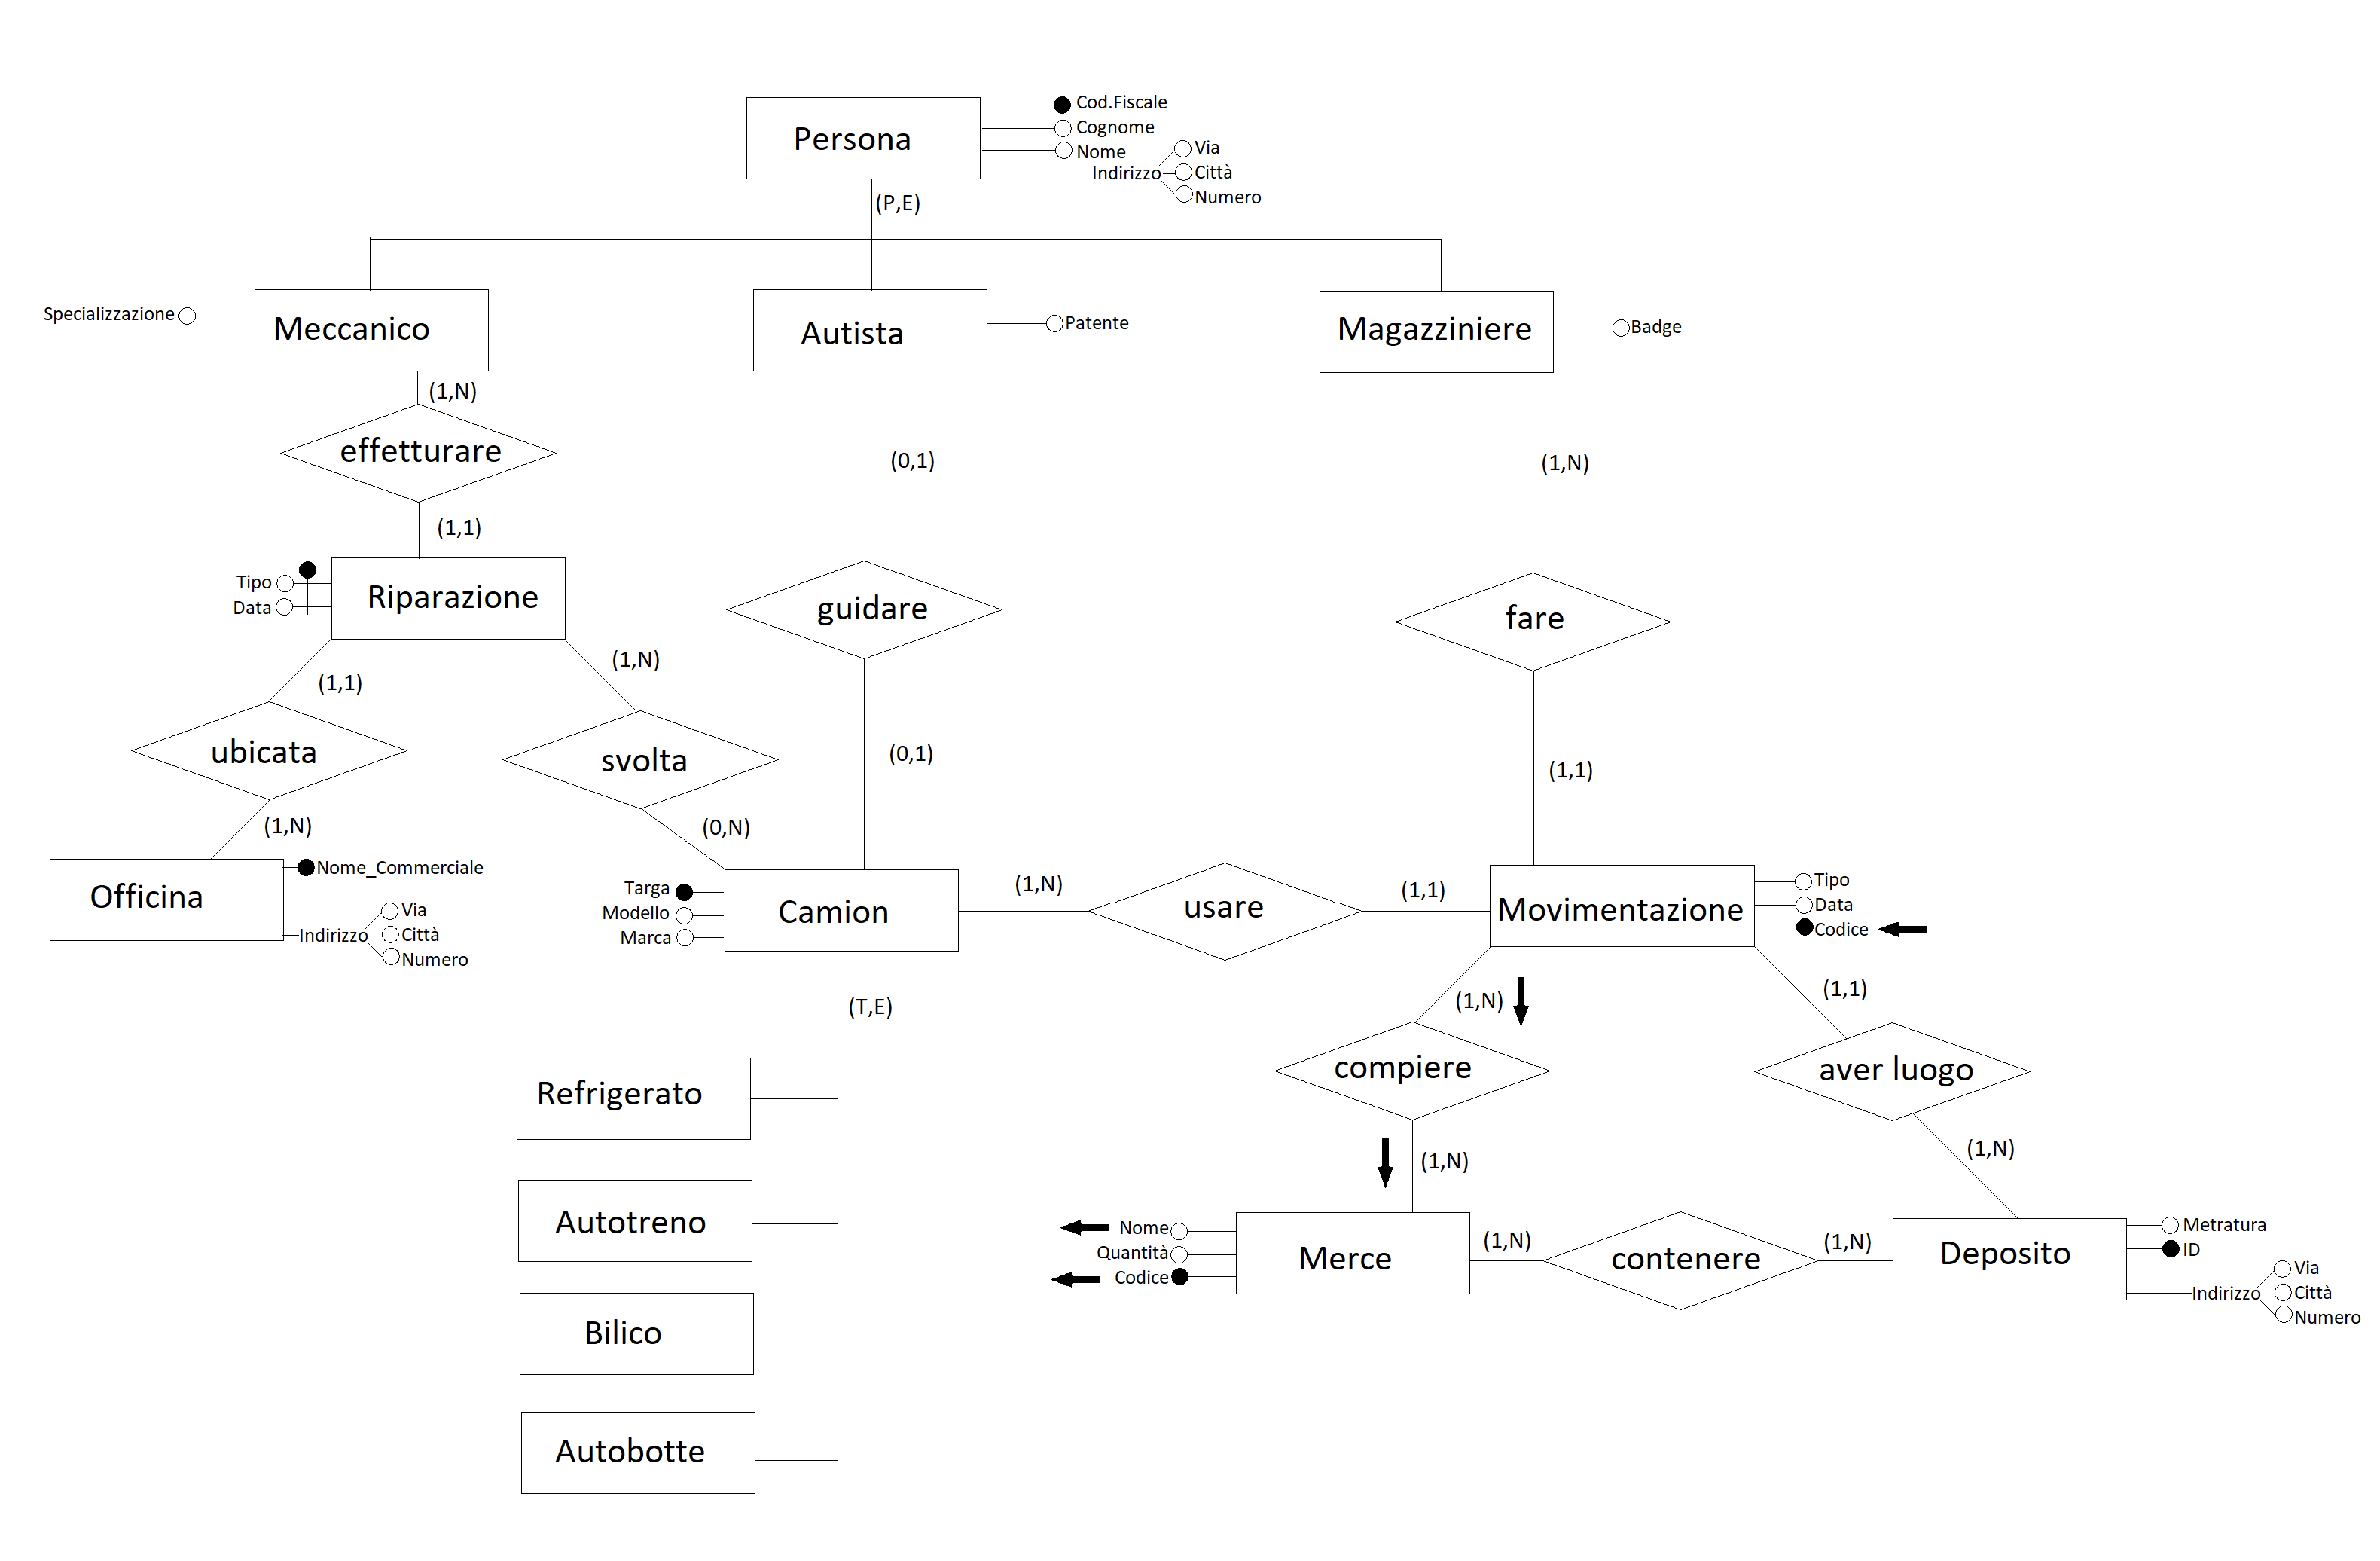 Persona
Cod.Fiscale
Cognome
Nome
Indirizzo
Via
Città
Numero
(P,E)
Specializzazione
Meccanico
Autista
Patente
Magazziniere
Badge
(1,N)
effetturare
(0,1)
(1,N)
(1,1)
Tipo
Data
Riparazione
guidare
fare
(1,1)
(1,N)
ubicata
svolta
(0,1)
(1,1)
(1,N)
(0,N)
Officina
Nome_Commerciale
Indirizzo
Via
Città
Numero
Targa
Modello
Marca
Camion
(1,N)
usare
(1,1)
Movimentazione
Tipo
Data
Codice
(T,E)
(1,N)
(1,1)
compiere
aver luogo
Refrigerato
(1,N)
(1,N)
Autotreno
Nome
Quantità
Codice
Merce
(1,N)
contenere
(1,N)
Deposito
Metratura
ID
Indirizzo
Via
Città
Numero
Bilico
Autobotte